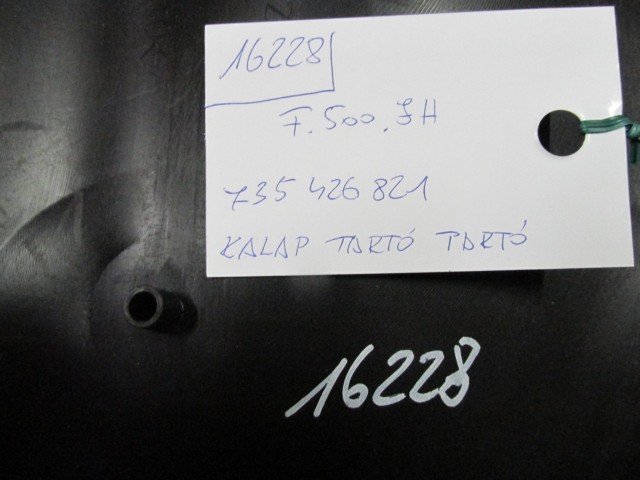 16228
F.500.JH
735 426 821
KALAP TARTÓ TARTÓ
16228